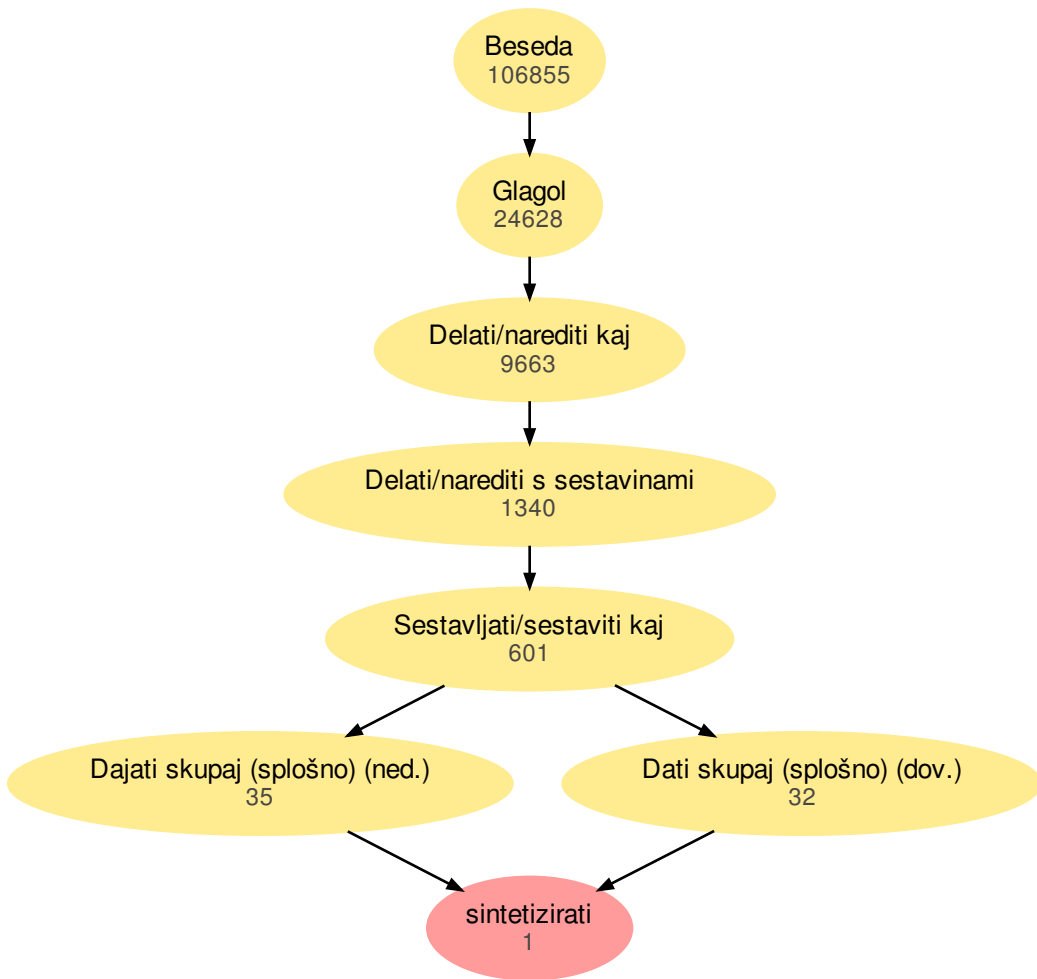 Beseda
106855
Glagol
24628
Delati/narediti kaj
9663
Delati/narediti s sestavinami
1340
Sestavljati/sestaviti kaj
601
Dajati skupaj (splošno) (ned.)
35
Dati skupaj (splošno) (dov.)
32
sintetizirati
1